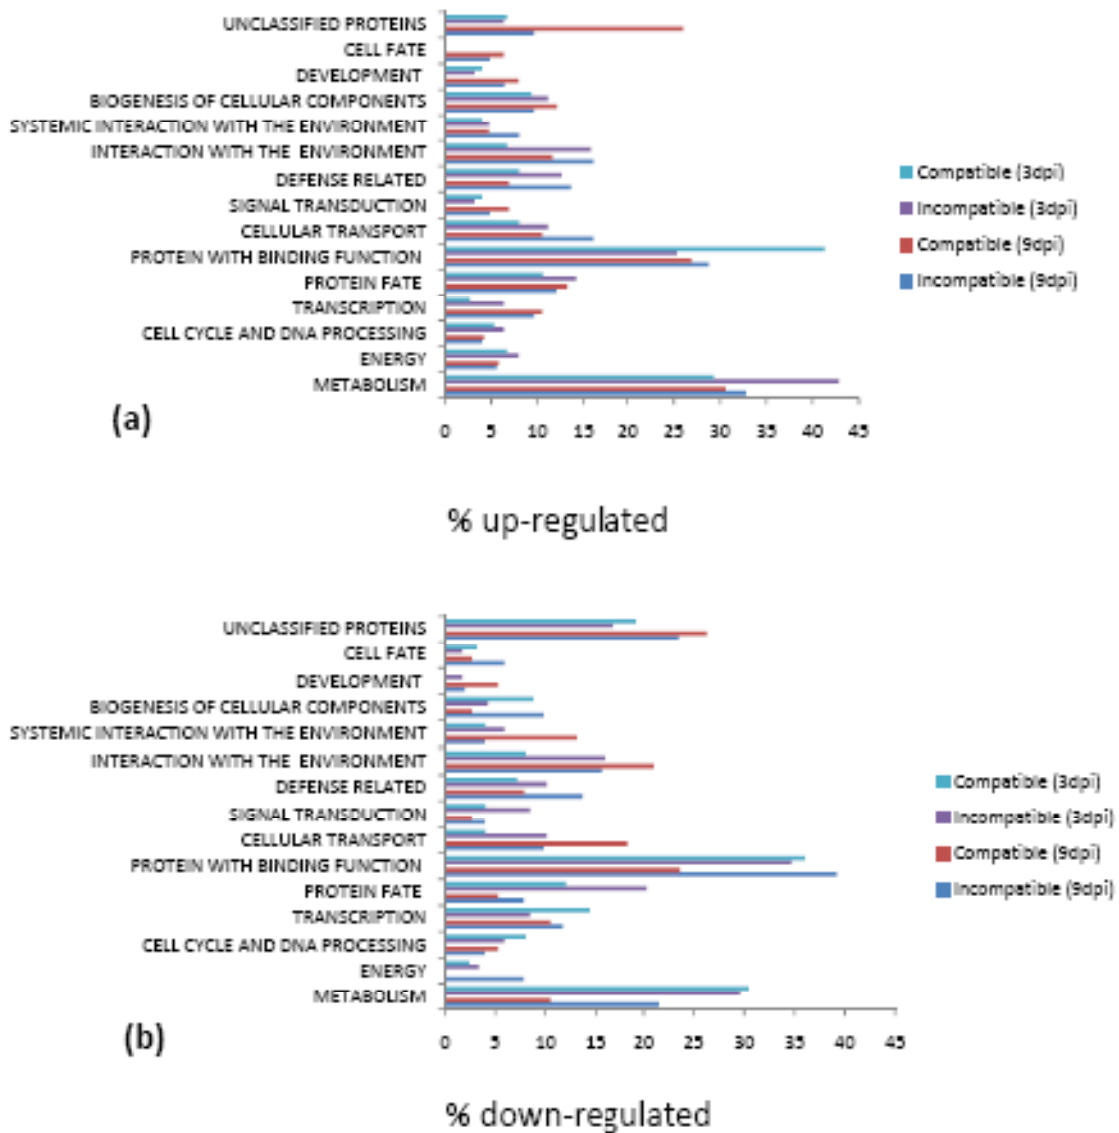 UNCLASSIFIED PROTEINS
CELL FATE
DEVELOPMENT
BIOGENESIS OF CELLULAR COMPONENTS
SYSTEMIC INTERACTION WITH THE ENVIRONMENT
INTERACTION WITH THE ENVIRONMENT
DEFENSE RELATED
SIGNAL TRANSDUCTION
CELLULAR TRANSPORT
PROTEIN WITH BINDING FUNCTION
PROTEIN FATE
TRANSCRIPTION
CELL CYCLE AND DNA PROCESSING
ENERGY
METABOLISM
Compatible (3dpi)
Incompatible (3dpi)
Compatible (9dpi)
Incompatible (9dpi)
(a)
0 5 10 15 20 25 30 35 40 45
% up-regulated
UNCLASSIFIED PROTEINS
CELL FATE
DEVELOPMENT
BIOGENESIS OF CELLULAR COMPONENTS
SYSTEMIC INTERACTION WITH THE ENVIRONMENT
INTERACTION WITH THE ENVIRONMENT
DEFENSE RELATED
SIGNAL TRANSDUCTION
CELLULAR TRANSPORT
PROTEIN WITH BINDING FUNCTION
PROTEIN FATE
TRANSCRIPTION
CELL CYCLE AND DNA PROCESSING
ENERGY
METABOLISM
Compatible (3dpi)
Incompatible (3dpi)
Compatible (9dpi)
Incompatible (9dpi)
(b)
0 5 10 15 20 25 30 35 40 45
% down-regulated